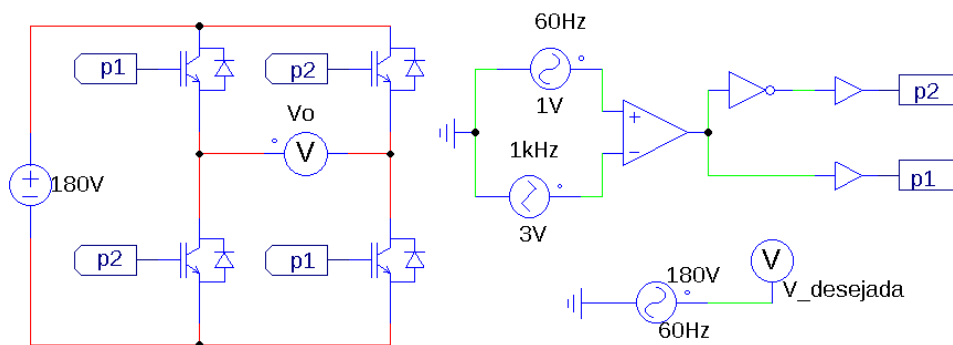 60Hz
p1
p2
p2
1V
Vo
V
1kHz
180V
p1
3V
p2
p1
180V
V
V_desejada
60Hz